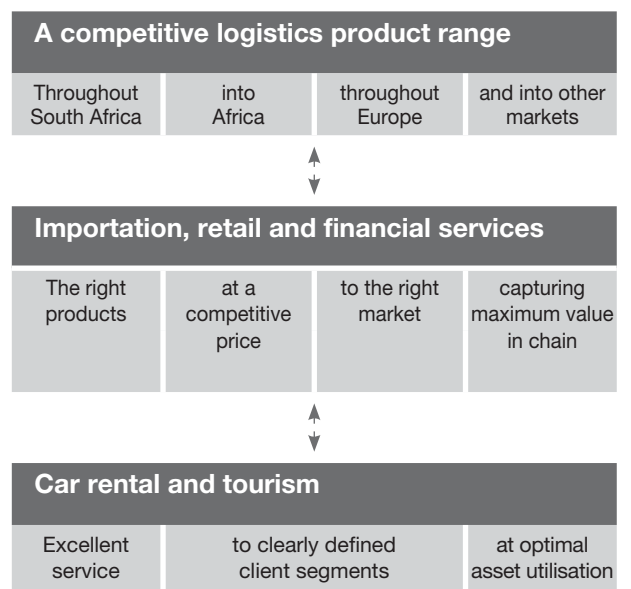 A competitive logistics product range
Throughout
South Africa
into
Africa
throughout
Europe
and into other
markets
Importation, retail and financial services
The right
products
at a
competitive
price
to the right
market
capturing
maximum value
in chain
Car rental and tourism
Excellent
service
to clearly defined
client segments
at optimal
asset utilisation